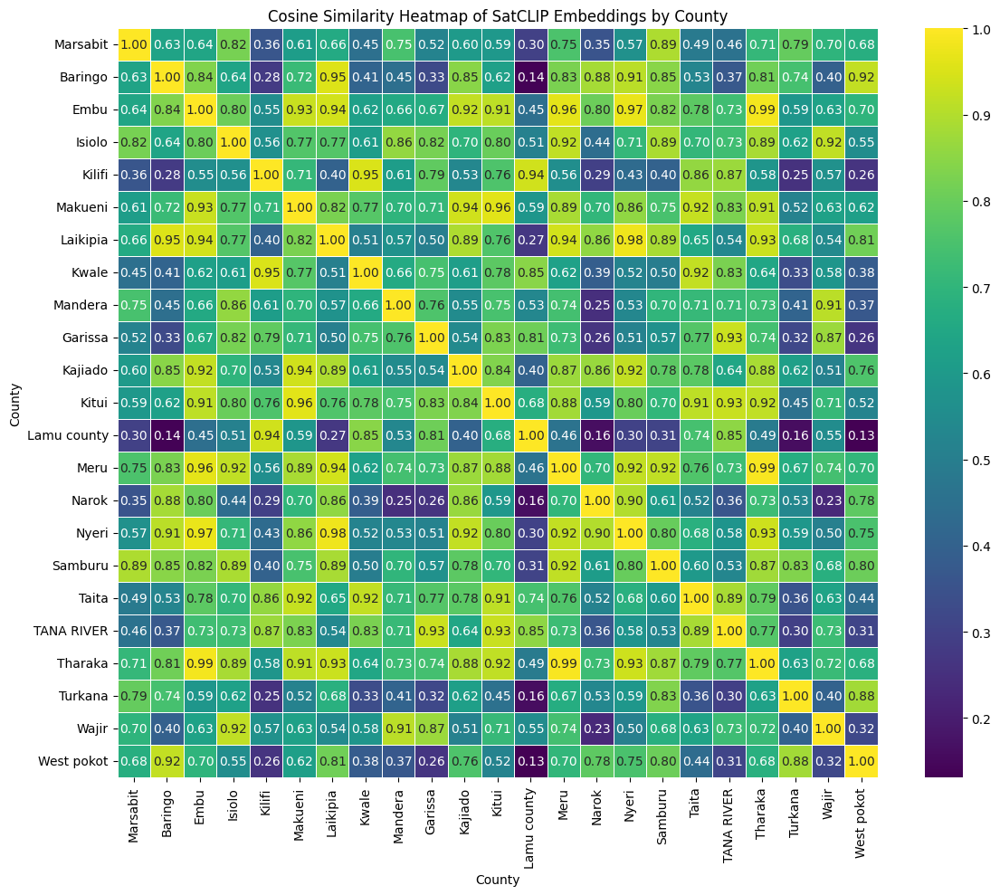 Cosine Similarity Heatmap of SatCLIP Embeddings by County
Marsabit 1.00 0.63 0.64 0.82 0.36 0.61 0.66 0.45 0.75 0.52 0.60 0.59 0.30 0.75 0.35 0.57 0.89 0.49 0.46 0.71 0.79 0.70 0.68
Baringo 0.63 1.00 0.84 0.64 0.28 0.72 0.95 0.41 0.45 0.33 0.85 0.62 0.14 0.83 0.88 0.91 0.85 0.53 0.37 0.81 0.74 0.40 0.92
Embu 0.64 0.84 1.00 0.80 0.55 0.93 0.94 0.62 0.66 0.67 0.92 0.91 0.45 0.96 0.80 0.97 0.82 0.78 0.73 0.99 0.59 0.63 0.70
Isiolo 0.82 0.64 0.80 1.00 0.56 0.77 0.77 0.61 0.86 0.82 0.70 0.80 0.51 0.92 0.44 0.71 0.89 0.70 0.73 0.89 0.62 0.92 0.55
Kilifi 0.36 0.28 0.55 0.56 1.00 0.71 0.40 0.95 0.61 0.79 0.53 0.76 0.94 0.56 0.29 0.43 0.40 0.86 0.87 0.58 0.25 0.57 0.26
Makueni 0.61 0.72 0.93 0.77 0.71 1.00 0.82 0.77 0.70 0.71 0.94 0.96 0.59 0.89 0.70 0.86 0.75 0.92 0.83 0.91 0.52 0.63 0.62
Laikipia 0.66 0.95 0.94 0.77 0.40 0.82 1.00 0.51 0.57 0.50 0.89 0.76 0.27 0.94 0.86 0.98 0.89 0.65 0.54 0.93 0.68 0.54 0.81
Kwale 0.45 0.41 0.62 0.61 0.95 0.77 0.51 1.00 0.66 0.75 0.61 0.78 0.85 0.62 0.39 0.52 0.50 0.92 0.83 0.64 0.33 0.58 0.38
Mandera 0.75 0.45 0.66 0.86 0.61 0.70 0.57 0.66 1.00 0.76 0.55 0.75 0.53 0.74 0.25 0.53 0.70 0.71 0.71 0.73 0.41 0.91 0.37
Garissa 0.52 0.33 0.67 0.82 0.79 0.71 0.50 0.75 0.76 1.00 0.54 0.83 0.81 0.73 0.26 0.51 0.57 0.77 0.93 0.74 0.32 0.87 0.26
Kajiado 0.60 0.85 0.92 0.70 0.53 0.94 0.89 0.61 0.55 0.54 1.00 0.84 0.40 0.87 0.86 0.92 0.78 0.78 0.64 0.88 0.62 0.51 0.76
Kitui 0.59 0.62 0.91 0.80 0.76 0.96 0.76 0.78 0.75 0.83 0.84 1.00 0.68 0.88 0.59 0.80 0.70 0.91 0.93 0.92 0.45 0.71 0.52
Lamu county 0.30 0.14 0.45 0.51 0.94 0.59 0.27 0.85 0.53 0.81 0.40 0.68 1.00 0.46 0.16 0.30 0.31 0.74 0.85 0.49 0.16 0.55 0.13
Meru 0.75 0.83 0.96 0.92 0.56 0.89 0.94 0.62 0.74 0.73 0.87 0.88 0.46 1.00 0.70 0.92 0.92 0.76 0.73 0.99 0.67 0.74 0.70
Narok 0.35 0.88 0.80 0.44 0.29 0.70 0.86 0.39 0.25 0.26 0.86 0.59 0.16 0.70 1.00 0.90 0.61 0.52 0.36 0.73 0.53 0.23 0.78
Nyeri 0.57 0.91 0.97 0.71 0.43 0.86 0.98 0.52 0.53 0.51 0.92 0.80 0.30 0.92 0.90 1.00 0.80 0.68 0.58 0.93 0.59 0.50 0.75
Samburu 0.89 0.85 0.82 0.89 0.40 0.75 0.89 0.50 0.70 0.57 0.78 0.70 0.31 0.92 0.61 0.80 1.00 0.60 0.53 0.87 0.83 0.68 0.80
Taita 0.49 0.53 0.78 0.70 0.86 0.92 0.65 0.92 0.71 0.77 0.78 0.91 0.74 0.76 0.52 0.68 0.60 1.00 0.89 0.79 0.36 0.63 0.44
TANA RIVER 0.46 0.37 0.73 0.73 0.87 0.83 0.54 0.83 0.71 0.93 0.64 0.93 0.85 0.73 0.36 0.58 0.53 0.89 1.00 0.77 0.30 0.73 0.31
Tharaka 0.71 0.81 0.99 0.89 0.58 0.91 0.93 0.64 0.73 0.74 0.88 0.92 0.49 0.99 0.73 0.93 0.87 0.79 0.77 1.00 0.63 0.72 0.68
Turkana 0.79 0.74 0.59 0.62 0.25 0.52 0.68 0.33 0.41 0.32 0.62 0.45 0.16 0.67 0.53 0.59 0.83 0.36 0.30 0.63 1.00 0.40 0.88
Wajir 0.70 0.40 0.63 0.92 0.57 0.63 0.54 0.58 0.91 0.87 0.51 0.71 0.55 0.74 0.23 0.50 0.68 0.63 0.73 0.72 0.40 1.00 0.32
West pokot 0.68 0.92 0.70 0.55 0.26 0.62 0.81 0.38 0.37 0.26 0.76 0.52 0.13 0.70 0.78 0.75 0.80 0.44 0.31 0.68 0.88 0.32 1.00
County
Marsabit
Baringo
Embu
Isiolo
Kilifi
Makueni
Laikipia
Kwale
Mandera
Garissa
Kajiado
Kitui
Lamu county
Meru
Narok
Nyeri
Samburu
Taita
TANA RIVER
Tharaka
Turkana
Wajir
West pokot
County
1.0
0.9
0.8
0.7
0.6
0.5
0.4
0.3
0.2